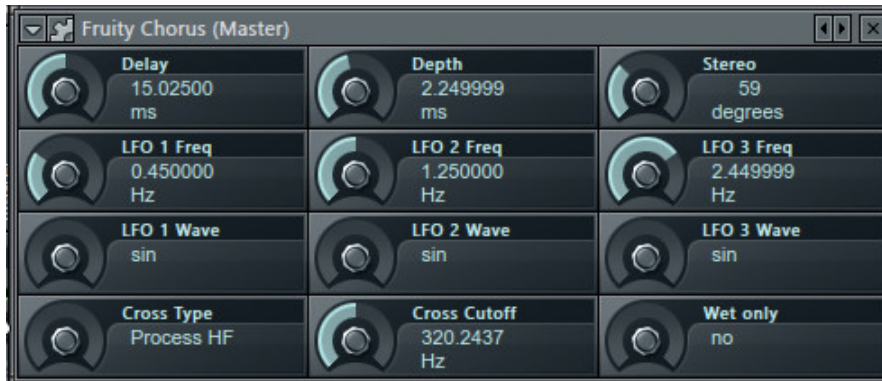 Fruity Chorus (Master)
Delay
15.02500
ms
Depth
2.249999
ms
Stereo
59
degrees
LFO 1 Freq
0.450000
Hz
LFO 2 Freq
1.250000
Hz
LFO 3 Freq
2.449999
Hz
LFO 1 Wave
sin
LFO 2 Wave
sin
LFO 3 Wave
sin
Cross Type
Process HF
Cross Cutoff
320.2437
Hz
Wet only
no